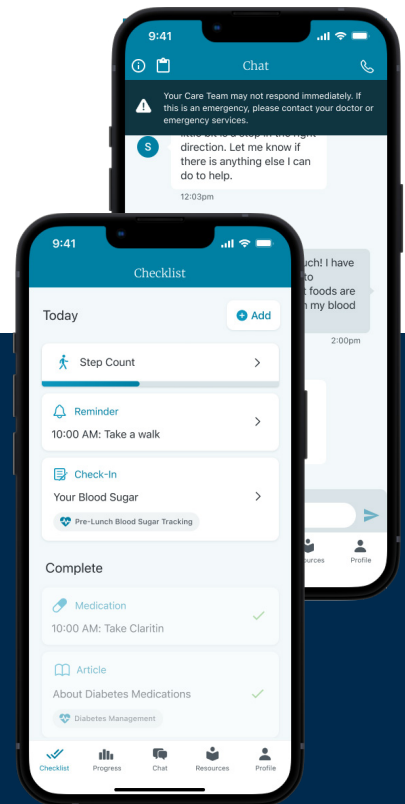 9:41
Chat
Your Care Team may not respond immediately. If
this is an emergency, please contact your doctor or
emergency services.
S
little bit is a step in the right
direction. Let me know if
there is anything else I can
do to help.
12:03pm
uch! I have
to
t foods are
my blood
2:00pm
Profile
9:41
Checklist
Today
Add
Step Count
Reminder
10:00 AM: Take a walk
Check-In
Your Blood Sugar
Pre-Lunch Blood Sugar Tracking
Complete
Medication
10:00 AM: Take Claritin
Article
About Diabetes Medications
Diabetes Management
Checklist
Progress
Chat
Resources
Profile